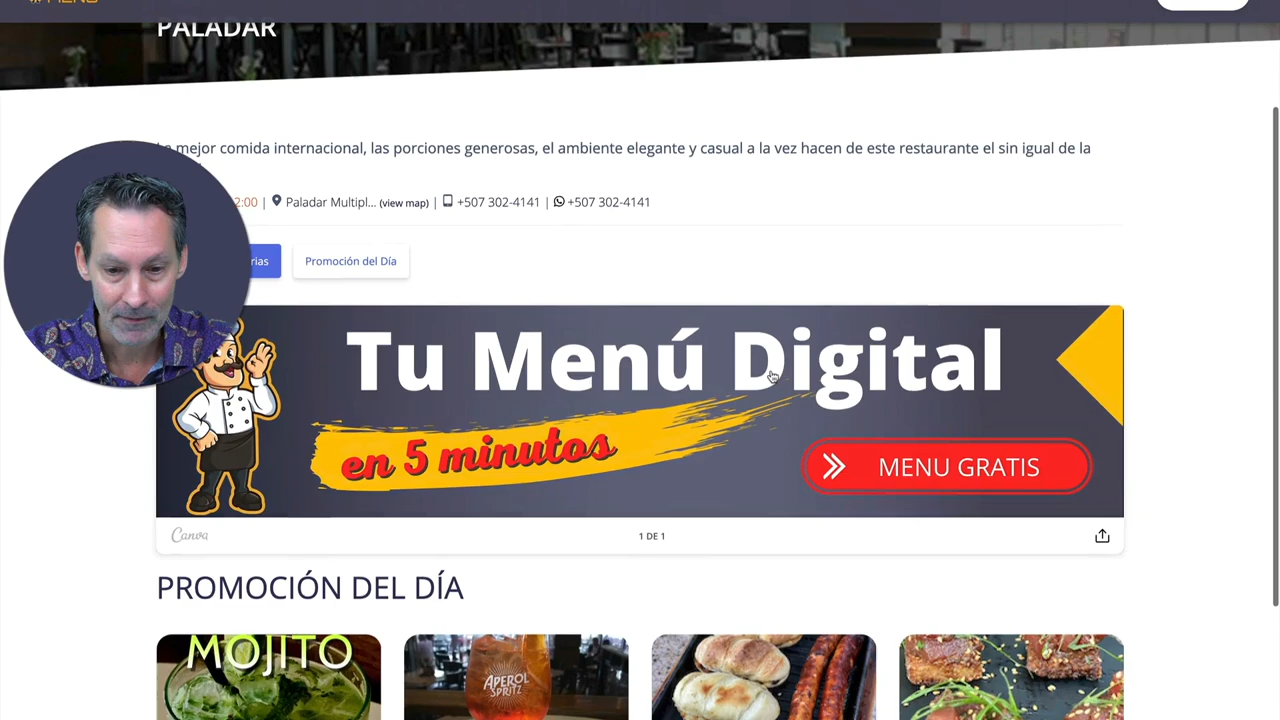 PALADAR
mejor comida internacional, las porciones generosas, el ambiente elegante y casual a la vez hacen de este restaurante el sin igual de la
2:00 | Paladar Multipl... (view map) | +507 302-4141 | +507 302-4141
rias
Promoción del Día
Tu Menú Digital
en 5 minutos
MENU GRATIS
Canva
1 DE 1
PROMOCIÓN DEL DÍA
MOJITO
APEROL
SPRITZ